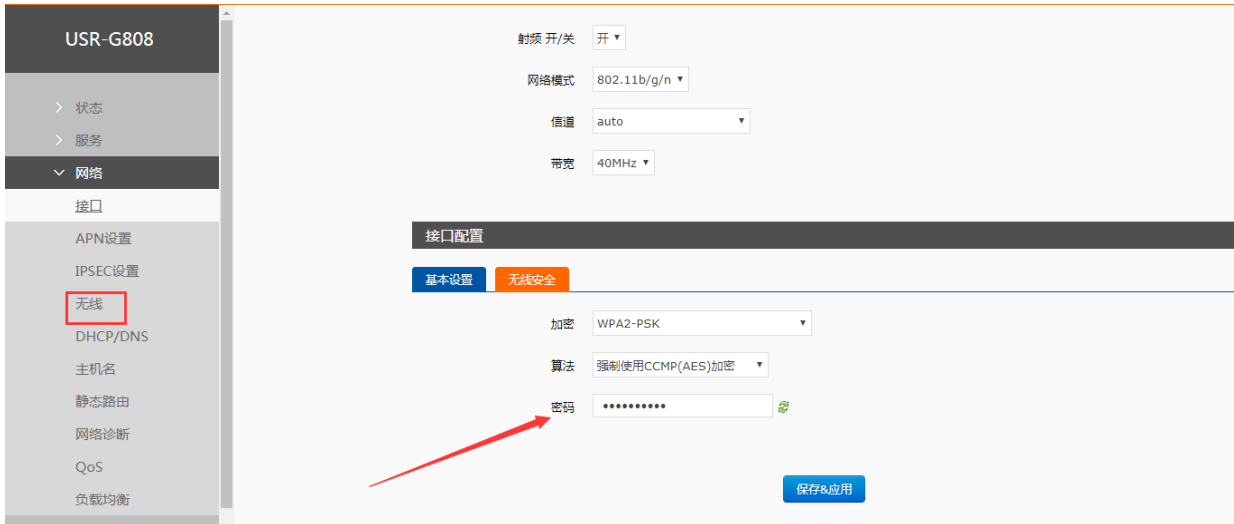 USR-G808
状态
服务
网络
接口
APN设置
IPSEC设置
无线
DHCP/DNS
主机名
静态路由
网络诊断
QoS
负载均衡
射频 开/关 开
网络模式 802.11b/g/n
信道 auto
带宽 40MHz
接口配置
基本设置 无线安全
加密 WPA2-PSK
算法 强制使用CCMP(AES)加密
密码 ••••••••••
保存&应用